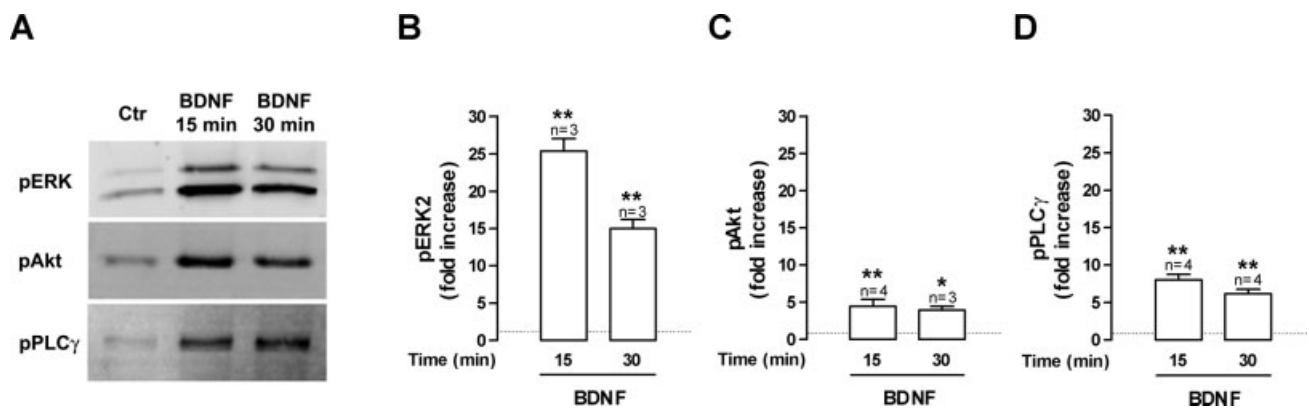 A
Ctr
BDNF
15 min
BDNF
30 min
pERK
pAkt
pPLCγ
B
pERK2
(fold increase)
30
25
20
15
10
5
0
**
n=3
**
n=3
Time (min)
15
30
BDNF
C
pAkt
(fold increase)
30
25
20
15
10
5
0
**
n=4
*
n=3
Time (min)
15
30
BDNF
D
pPLCγ
(fold increase)
30
25
20
15
10
5
0
**
n=4
**
n=4
Time (min)
15
30
BDNF